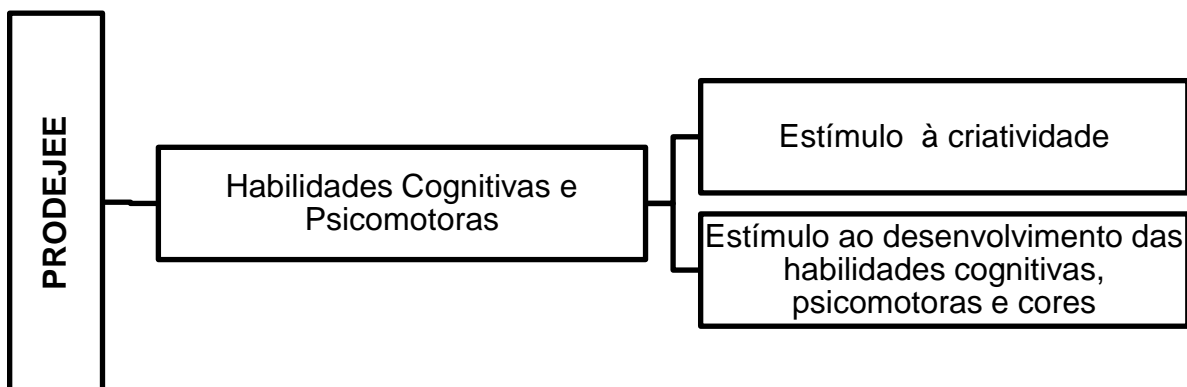 PRODEJEE
Habilidades Cognitivas e
Psicomotoras
Estímulo à criatividade
Estímulo ao desenvolvimento das
habilidades cognitivas,
psicomotoras e cores